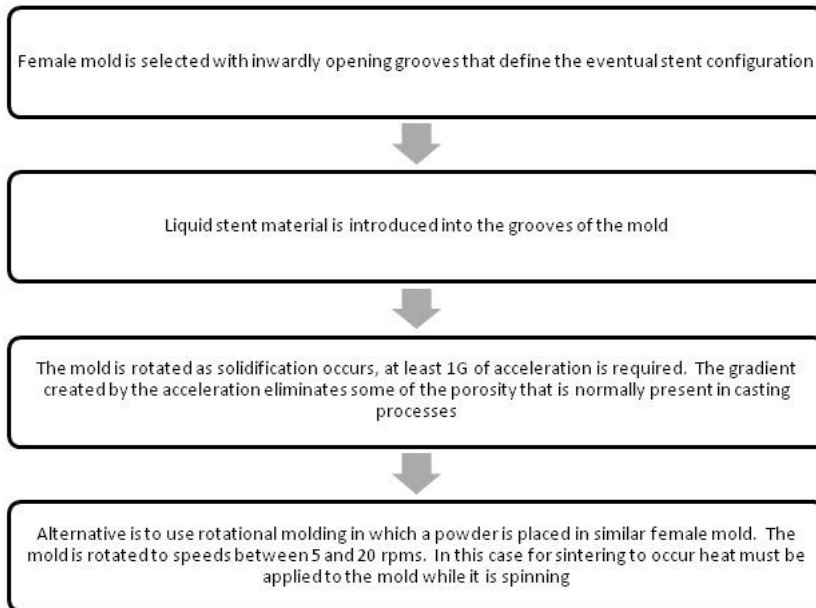 Female mold is selected with inwardly opening grooves that define the eventual stent configuration
Liquid stent material is introduced into the grooves of the mold
The mold is rotated as solidification occurs, at least 1G of acceleration is required. The gradient
created by the acceleration eliminates some of the porosity that is normally present in casting
processes
Alternative is to use rotational molding in which a powder is placed in similar female mold. The
mold is rotated to speeds between 5 and 20 rpms. In this case for sintering to occur heat must be
applied to the mold while it is spinning